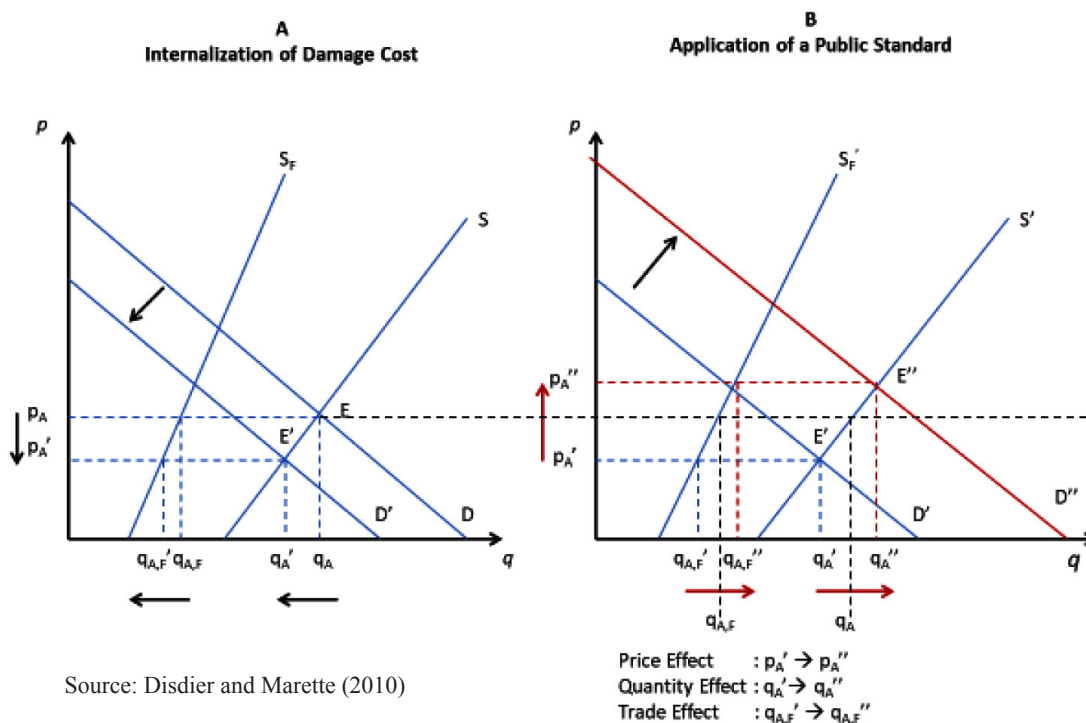 A
Internalization of Damage Cost
p
S_F
S
p_A
p_A'
E
E'
D'
D
q_A,F'
q_A,F
q_A'
q_A
q
Source: Disdier and Marette (2010)
B
Application of a Public Standard
S_F'
S'
p_A''
p_A'
E''
E'
D''
D'
q_A,F'
q_A,F''
q_A'
q_A''
q
q_A,F
q_A
Price Effect : p_A' → p_A''
Quantity Effect : q_A' → q_A''
Trade Effect : q_A,F' → q_A,F''